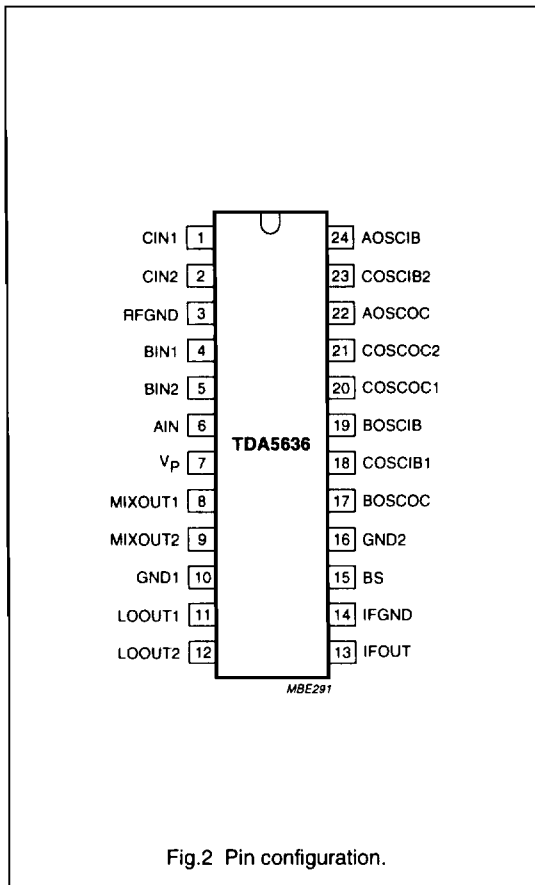 CIN1 1 24 AOSCIB
CIN2 2 23 COSCIB2
RFGND 3 22 AOSCOC
BIN1 4 21 COSCOC2
BIN2 5 20 COSCOC1
AIN 6 19 BOSCIB
TDA5636
VP 7 18 COSCIB1
MIXOUT1 8 17 BOSCOC
MIXOUT2 9 16 GND2
GND1 10 15 BS
LOOUT1 11 14 IFGND
LOOUT2 12 13 IFOUT
MBE291
Fig.2 Pin configuration.